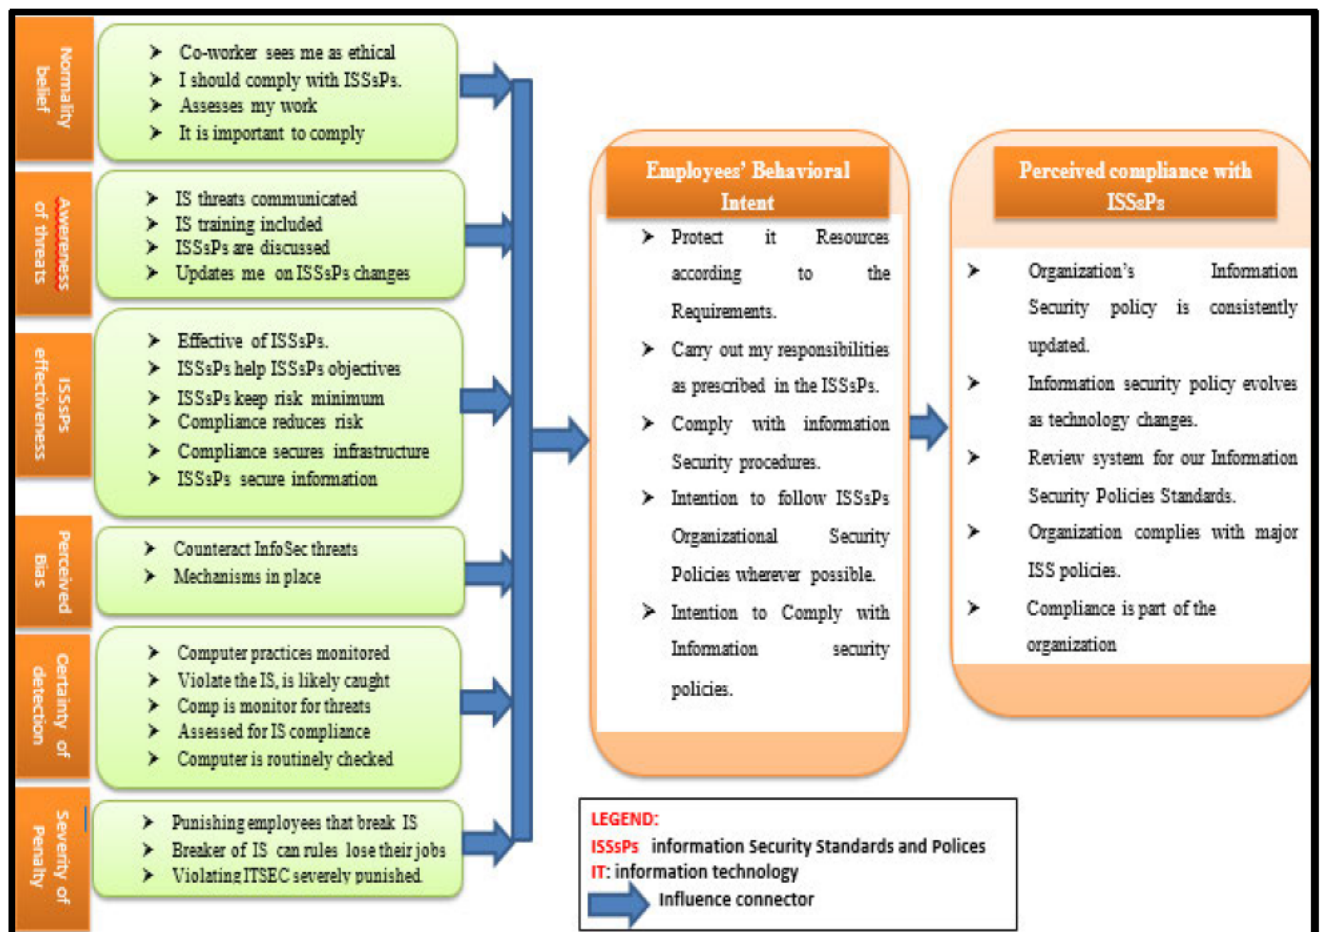 Normality
belief
Co-worker sees me as ethical
I should comply with ISSsPs.
Assesses my work
It is important to comply
Awereness
of threats
IS threats communicated
IS training included
ISSsPs are discussed
Updates me on ISSsPs changes
ISSsPs
effectiveness
Effective of ISSsPs.
ISSsPs help ISSsPs objectives
ISSsPs keep risk minimum
Compliance reduces risk
Compliance secures infrastructure
ISSsPs secure information
Perceived
Bias
Counteract InfoSec threats
Mechanisms in place
Certainty of
detection
Computer practices monitored
Violate the IS, is likely caught
Comp is monitor for threats
Assessed for IS compliance
Computer is routinely checked
Severity of
Penalty
Punishing employees that break IS
Breaker of IS can rules lose their jobs
Violating ITSEC severely punished.
Employees' Behavioral
Intent
Protect it Resources
according to the
Requirements.
Carry out my responsibilities
as prescribed in the ISSsPs.
Comply with information
Security procedures.
Intention to follow ISSsPs
Organizational Security
Policies wherever possible.
Intention to Comply with
Information security
policies.
Perceived compliance with
ISSsPs
Organization's Information
Security policy is consistently
updated.
Information security policy evolves
as technology changes.
Review system for our Information
Security Policies Standards.
Organization complies with major
ISS policies.
Compliance is part of the
organization
LEGEND:
ISSsPs information Security Standards and Polices
IT: information technology
Influence connector